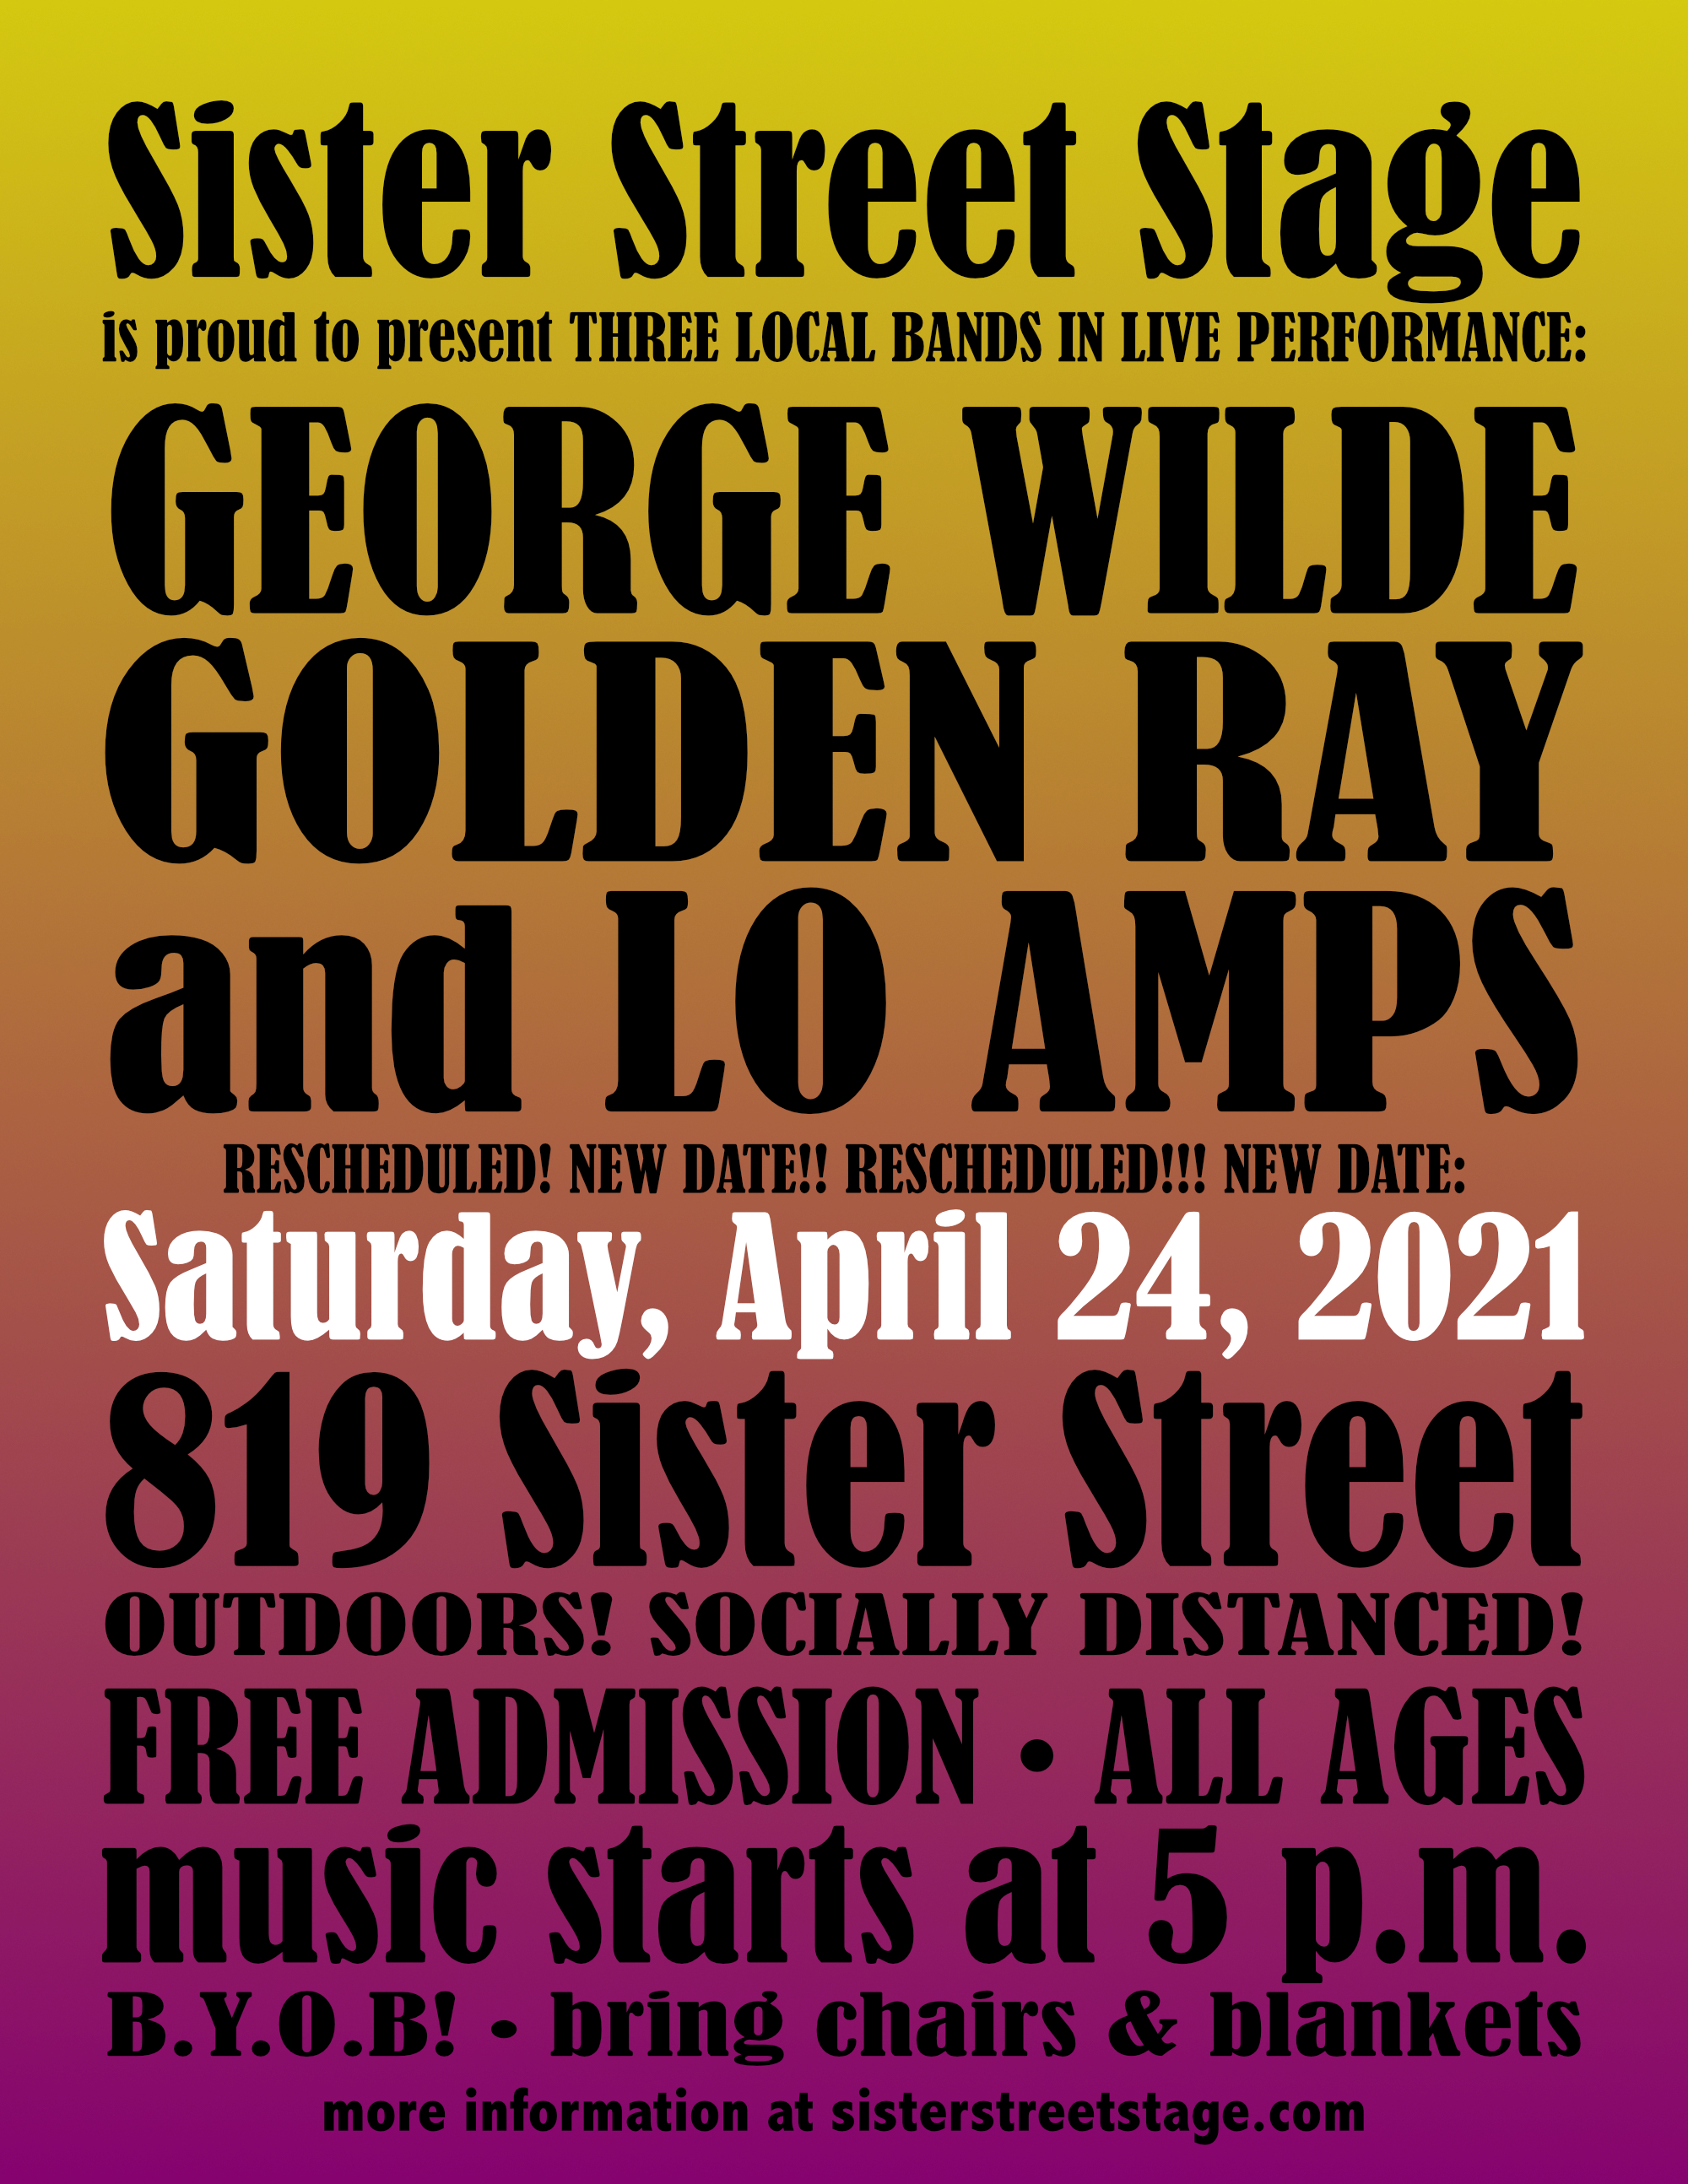 Sister Street Stage
is proud to present THREE LOCAL BANDS IN LIVE PERFORMANCE:
GEORGE WILDE
GOLDEN RAY
and LO AMPS
RESCHEDULED! NEW DATE!! RESCHEDULED!!! NEW DATE:
Saturday, April 24, 2021
819 Sister Street
OUTDOORS! SOCIALLY DISTANCED!
FREE ADMISSION • ALL AGES
music starts at 5 p.m.
B.Y.O.B! • bring chairs & blankets
more information at sisterstreetstage.com